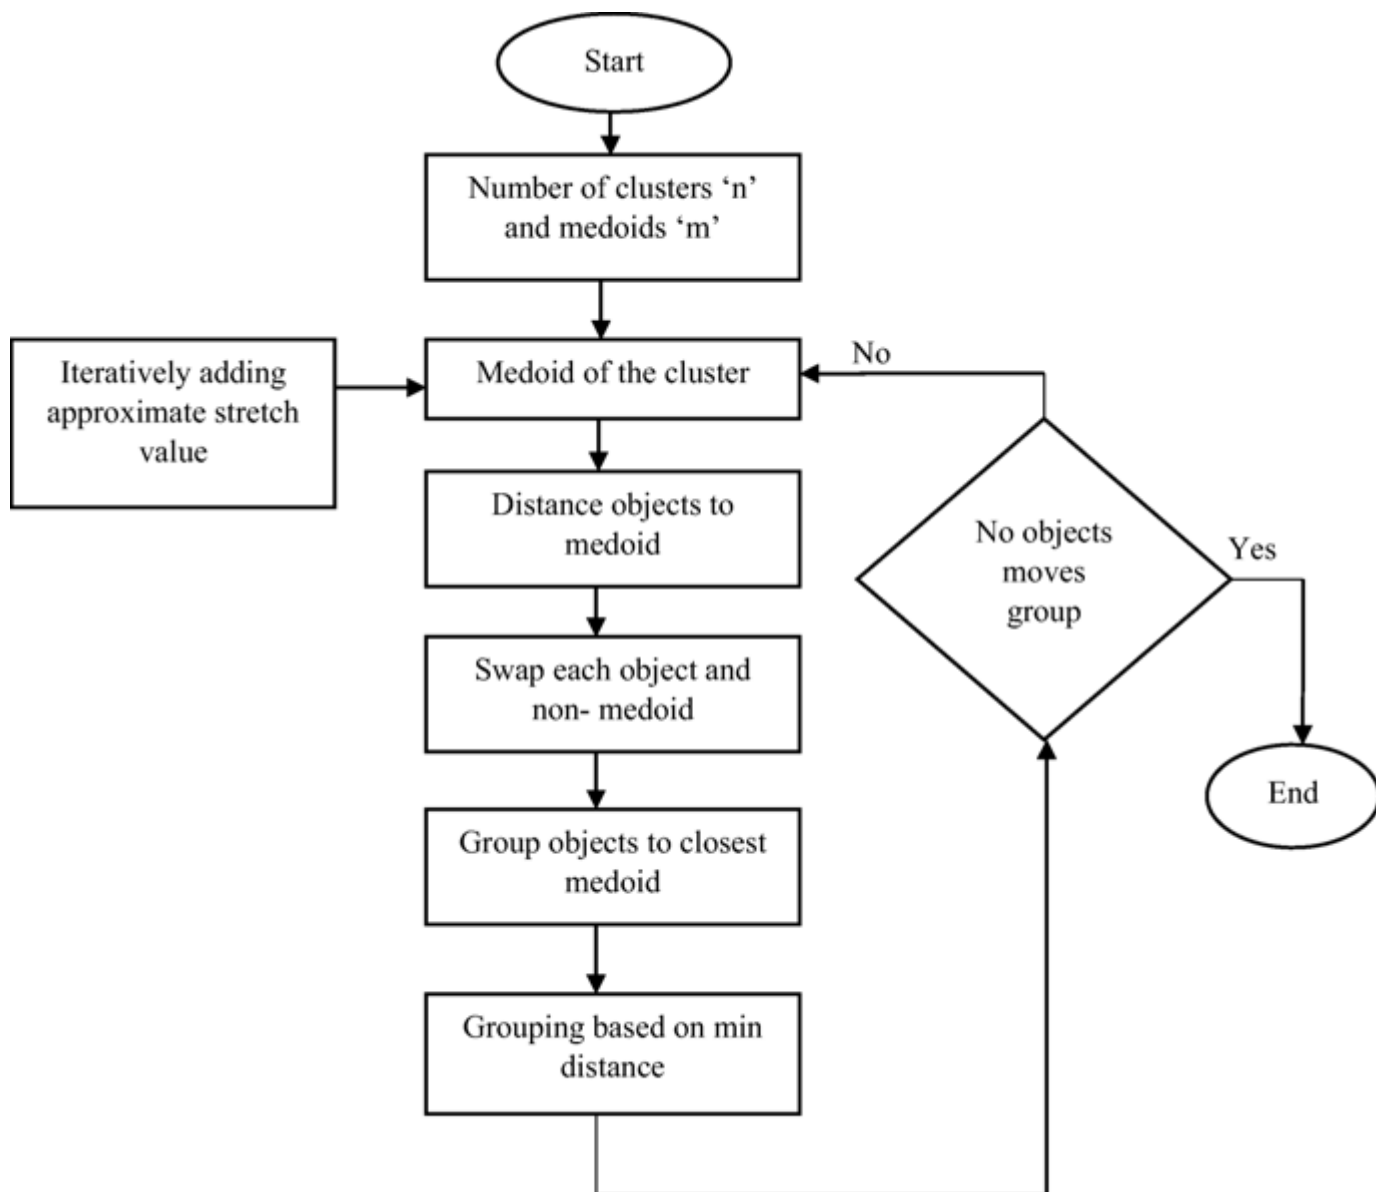 Start
Number of clusters ‘n’
and medoids ‘m’
Iteratively adding
approximate stretch
value
Medoid of the cluster
No
Distance objects to
medoid
No objects
moves
group
Yes
Swap each object and
non- medoid
End
Group objects to closest
medoid
Grouping based on min
distance